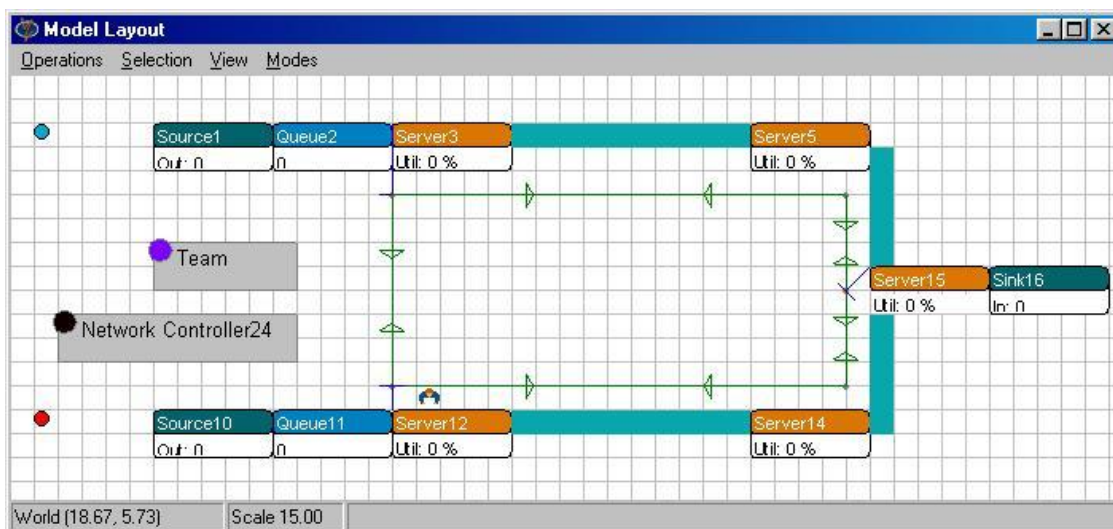 Model Layout
Operations Selection View Modes
Source1 Queue2 Server3 Server5
Out: 0 0 Util: 0 % Util: 0 %
Team
Server15 Sink16
Util: 0 % In: 0
Network Controller24
Source10 Queue11 Server12 Server14
Out: 0 0 Util: 0 % Util: 0 %
World (18.67, 5.73) Scale 15.00